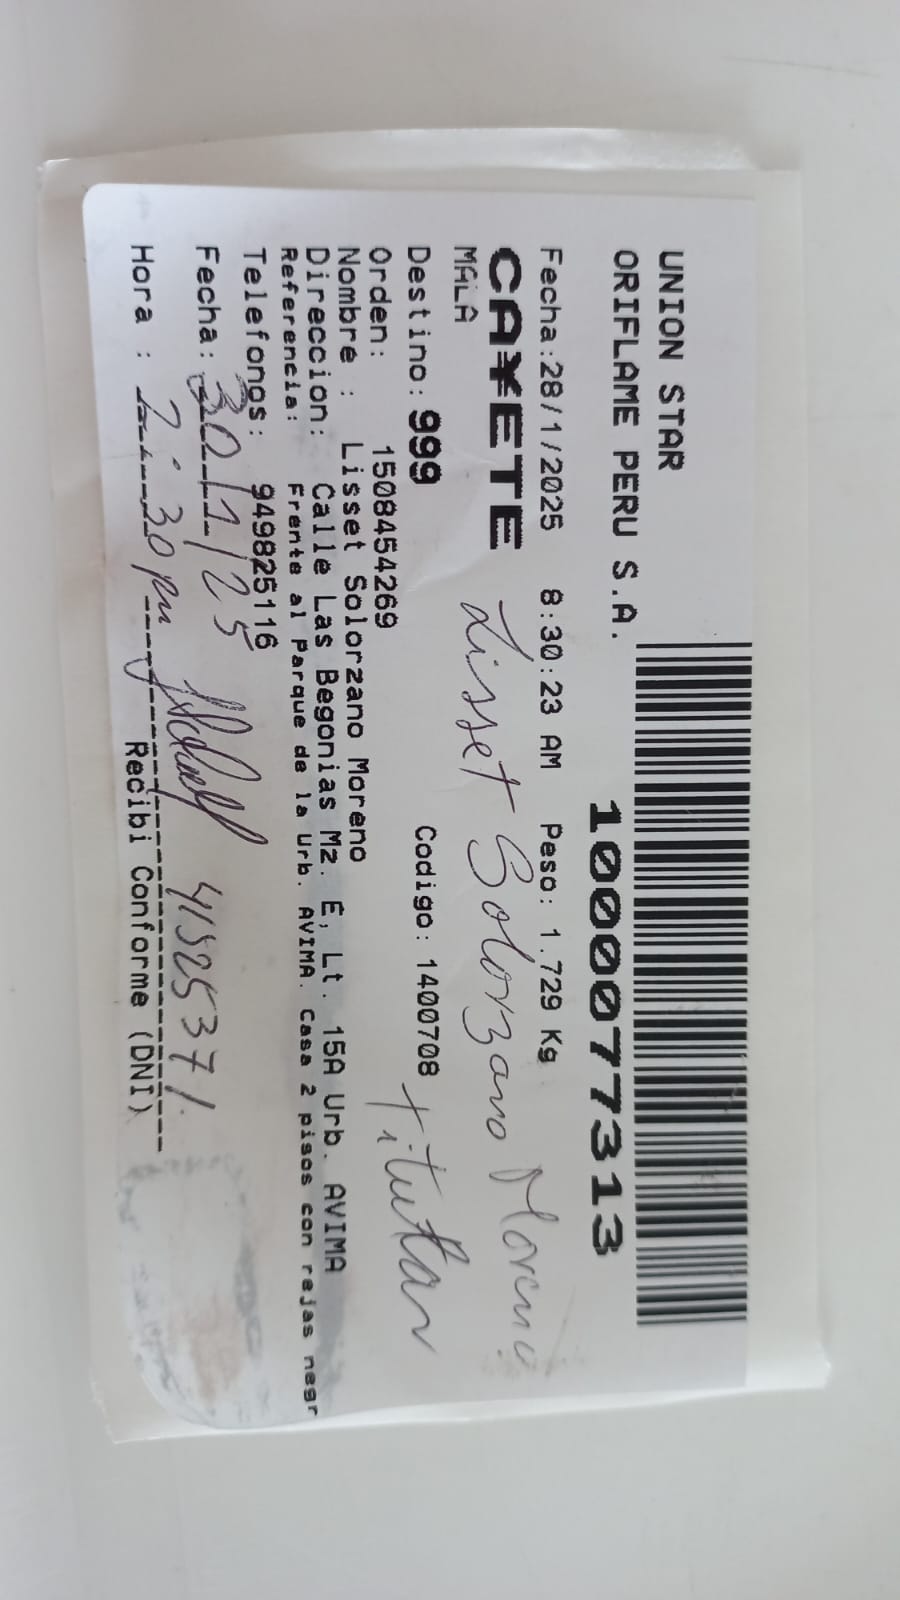 UNION STAR
ORIFLAME PERU S.A.
1000077313
Fecha:28/1/2025 8:30:23 AM Peso: 1.729 Kg
CA¥ETE
MALA
Lisset Solorzano Moreno
Destino: 999 Codigo: 1400708
titular
Orden: 1508454269
Nombre : Lisset Solorzano Moreno
Direccion: Calle Las Begonias Mz. E, Lt. 15A Urb. AVIMA
Referencia: Frente al Parque de la Urb. AVIMA. Casa 2 pisos con rejas negr
Telefonos: 949825116
Fecha: 30/1/25 41525371
Hora : 2:30 pm Recibi Conforme (DNI)